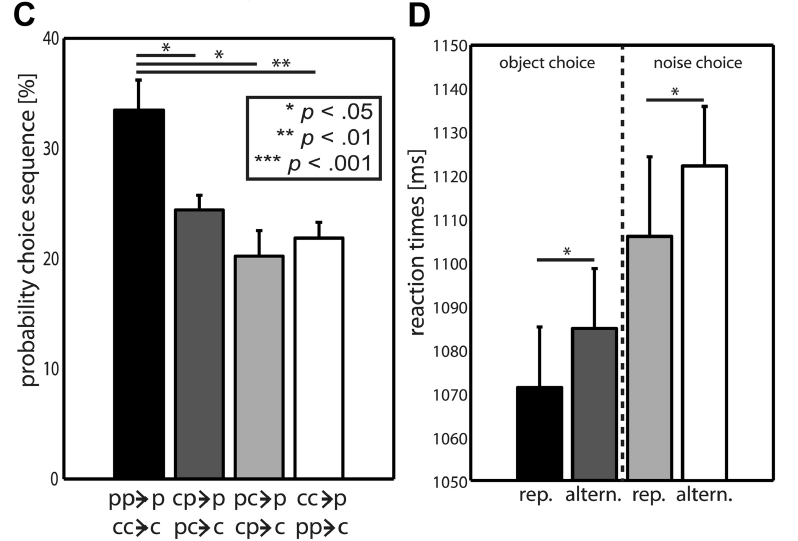 C
probability choice sequence [%]
40
30
20
10
0
*
*
**
* p < .05
** p < .01
*** p < .001
pp→p cp→p pc→p cc→p
cc→c pc→c cp→c pp→c
D
reaction times [ms]
1150
1140
1130
1120
1110
1100
1090
1080
1070
1060
1050
object choice noise choice
*
*
rep. altern. rep. altern.